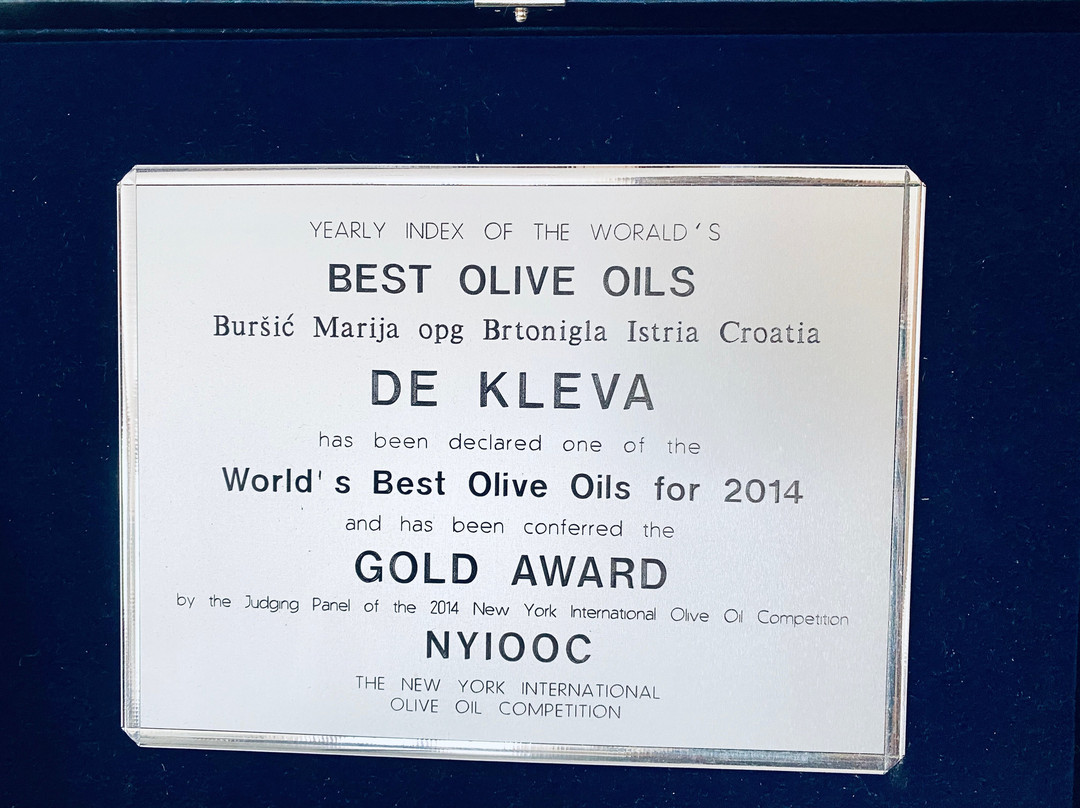 YEARLY INDEX OF THE WORALD'S
BEST OLIVE OILS
Buršić Marija opg Brtonigla Istria Croatia
DE KLEVA
has been declared one of the
World's Best Olive Oils for 2014
and has been conferred the
GOLD AWARD
by the Judging Panel of the 2014 New York International Olive Oil Competition
NYIOOC
THE NEW YORK INTERNATIONAL
OLIVE OIL COMPETITION